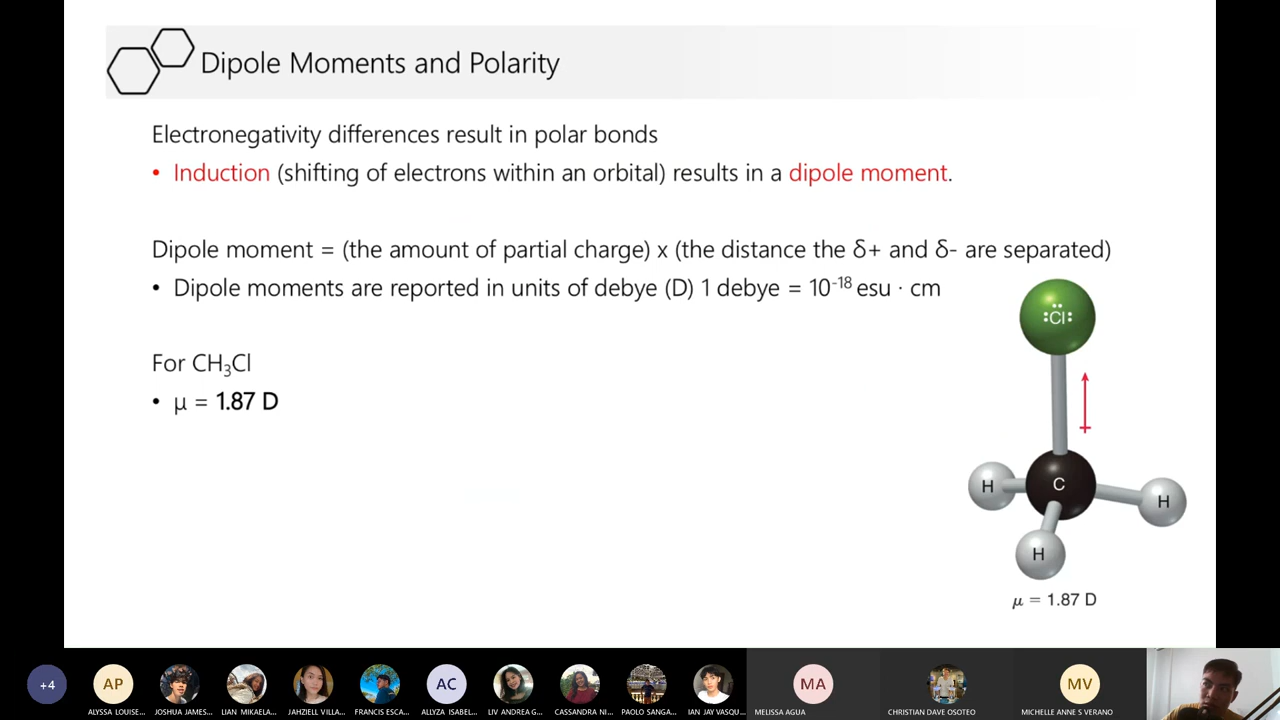 Dipole Moments and Polarity
Electronegativity differences result in polar bonds
• Induction (shifting of electrons within an orbital) results in a dipole moment.
Dipole moment = (the amount of partial charge) x (the distance the δ+ and δ- are separated)
• Dipole moments are reported in units of debye (D) 1 debye = 10⁻¹⁸ esu · cm
For CH₃Cl
• μ = 1.87 D
:Cl:
C
H
H
H
μ = 1.87 D
+4
AP
AC
MA
MV
ALYSSA LOUISE...
JOSHUA JAMES...
LIAN MIKAELA...
JAHZIELL VILLA...
FRANCIS ESCA...
ALLYZA ISABEL...
LIV ANDREA G...
CASSANDRA NI...
PAOLO SANGA...
IAN JAY VASQU...
MELISSA AGUA
CHRISTIAN DAVE OSOTEO
MICHELLE ANNE S VERANO